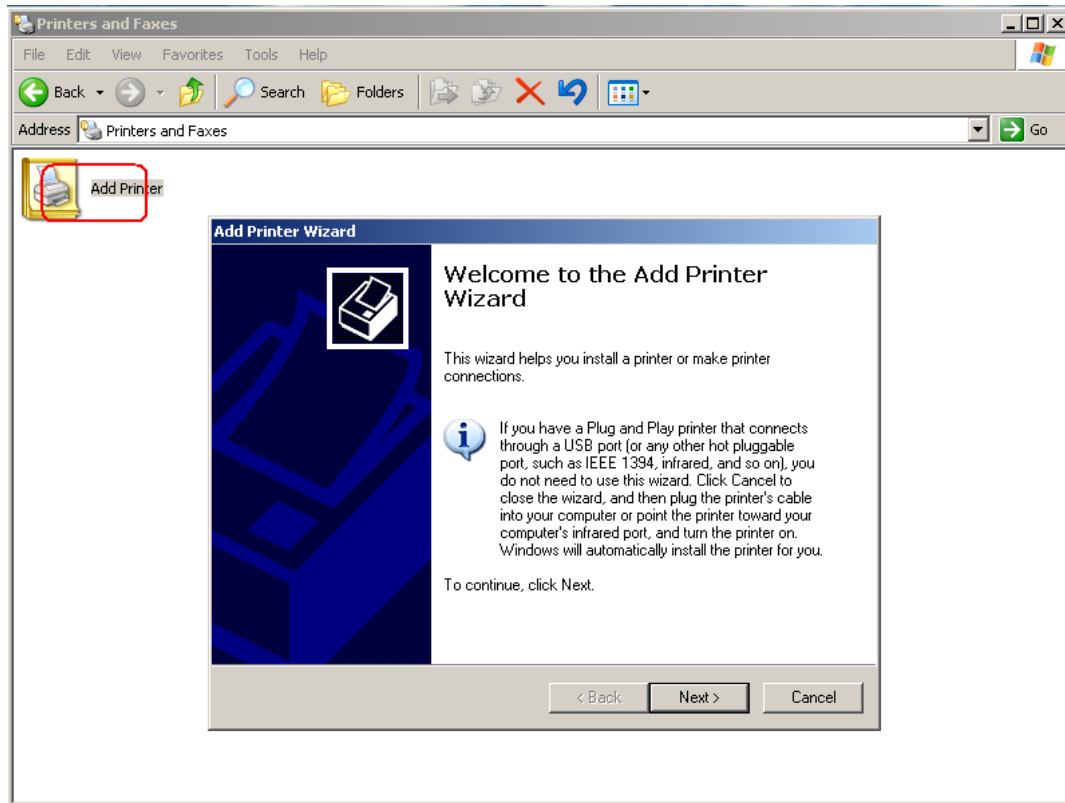 Printers and Faxes
File Edit View Favorites Tools Help
Back Search Folders
Address Printers and Faxes Go
Add Printer
Add Printer Wizard
Welcome to the Add Printer
Wizard
This wizard helps you install a printer or make printer
connections.
If you have a Plug and Play printer that connects
through a USB port (or any other hot pluggable
port, such as IEEE 1394, infrared, and so on), you
do not need to use this wizard. Click Cancel to
close the wizard, and then plug the printer's cable
into your computer or point the printer toward your
computer's infrared port, and turn the printer on.
Windows will automatically install the printer for you.
To continue, click Next.
< Back Next > Cancel